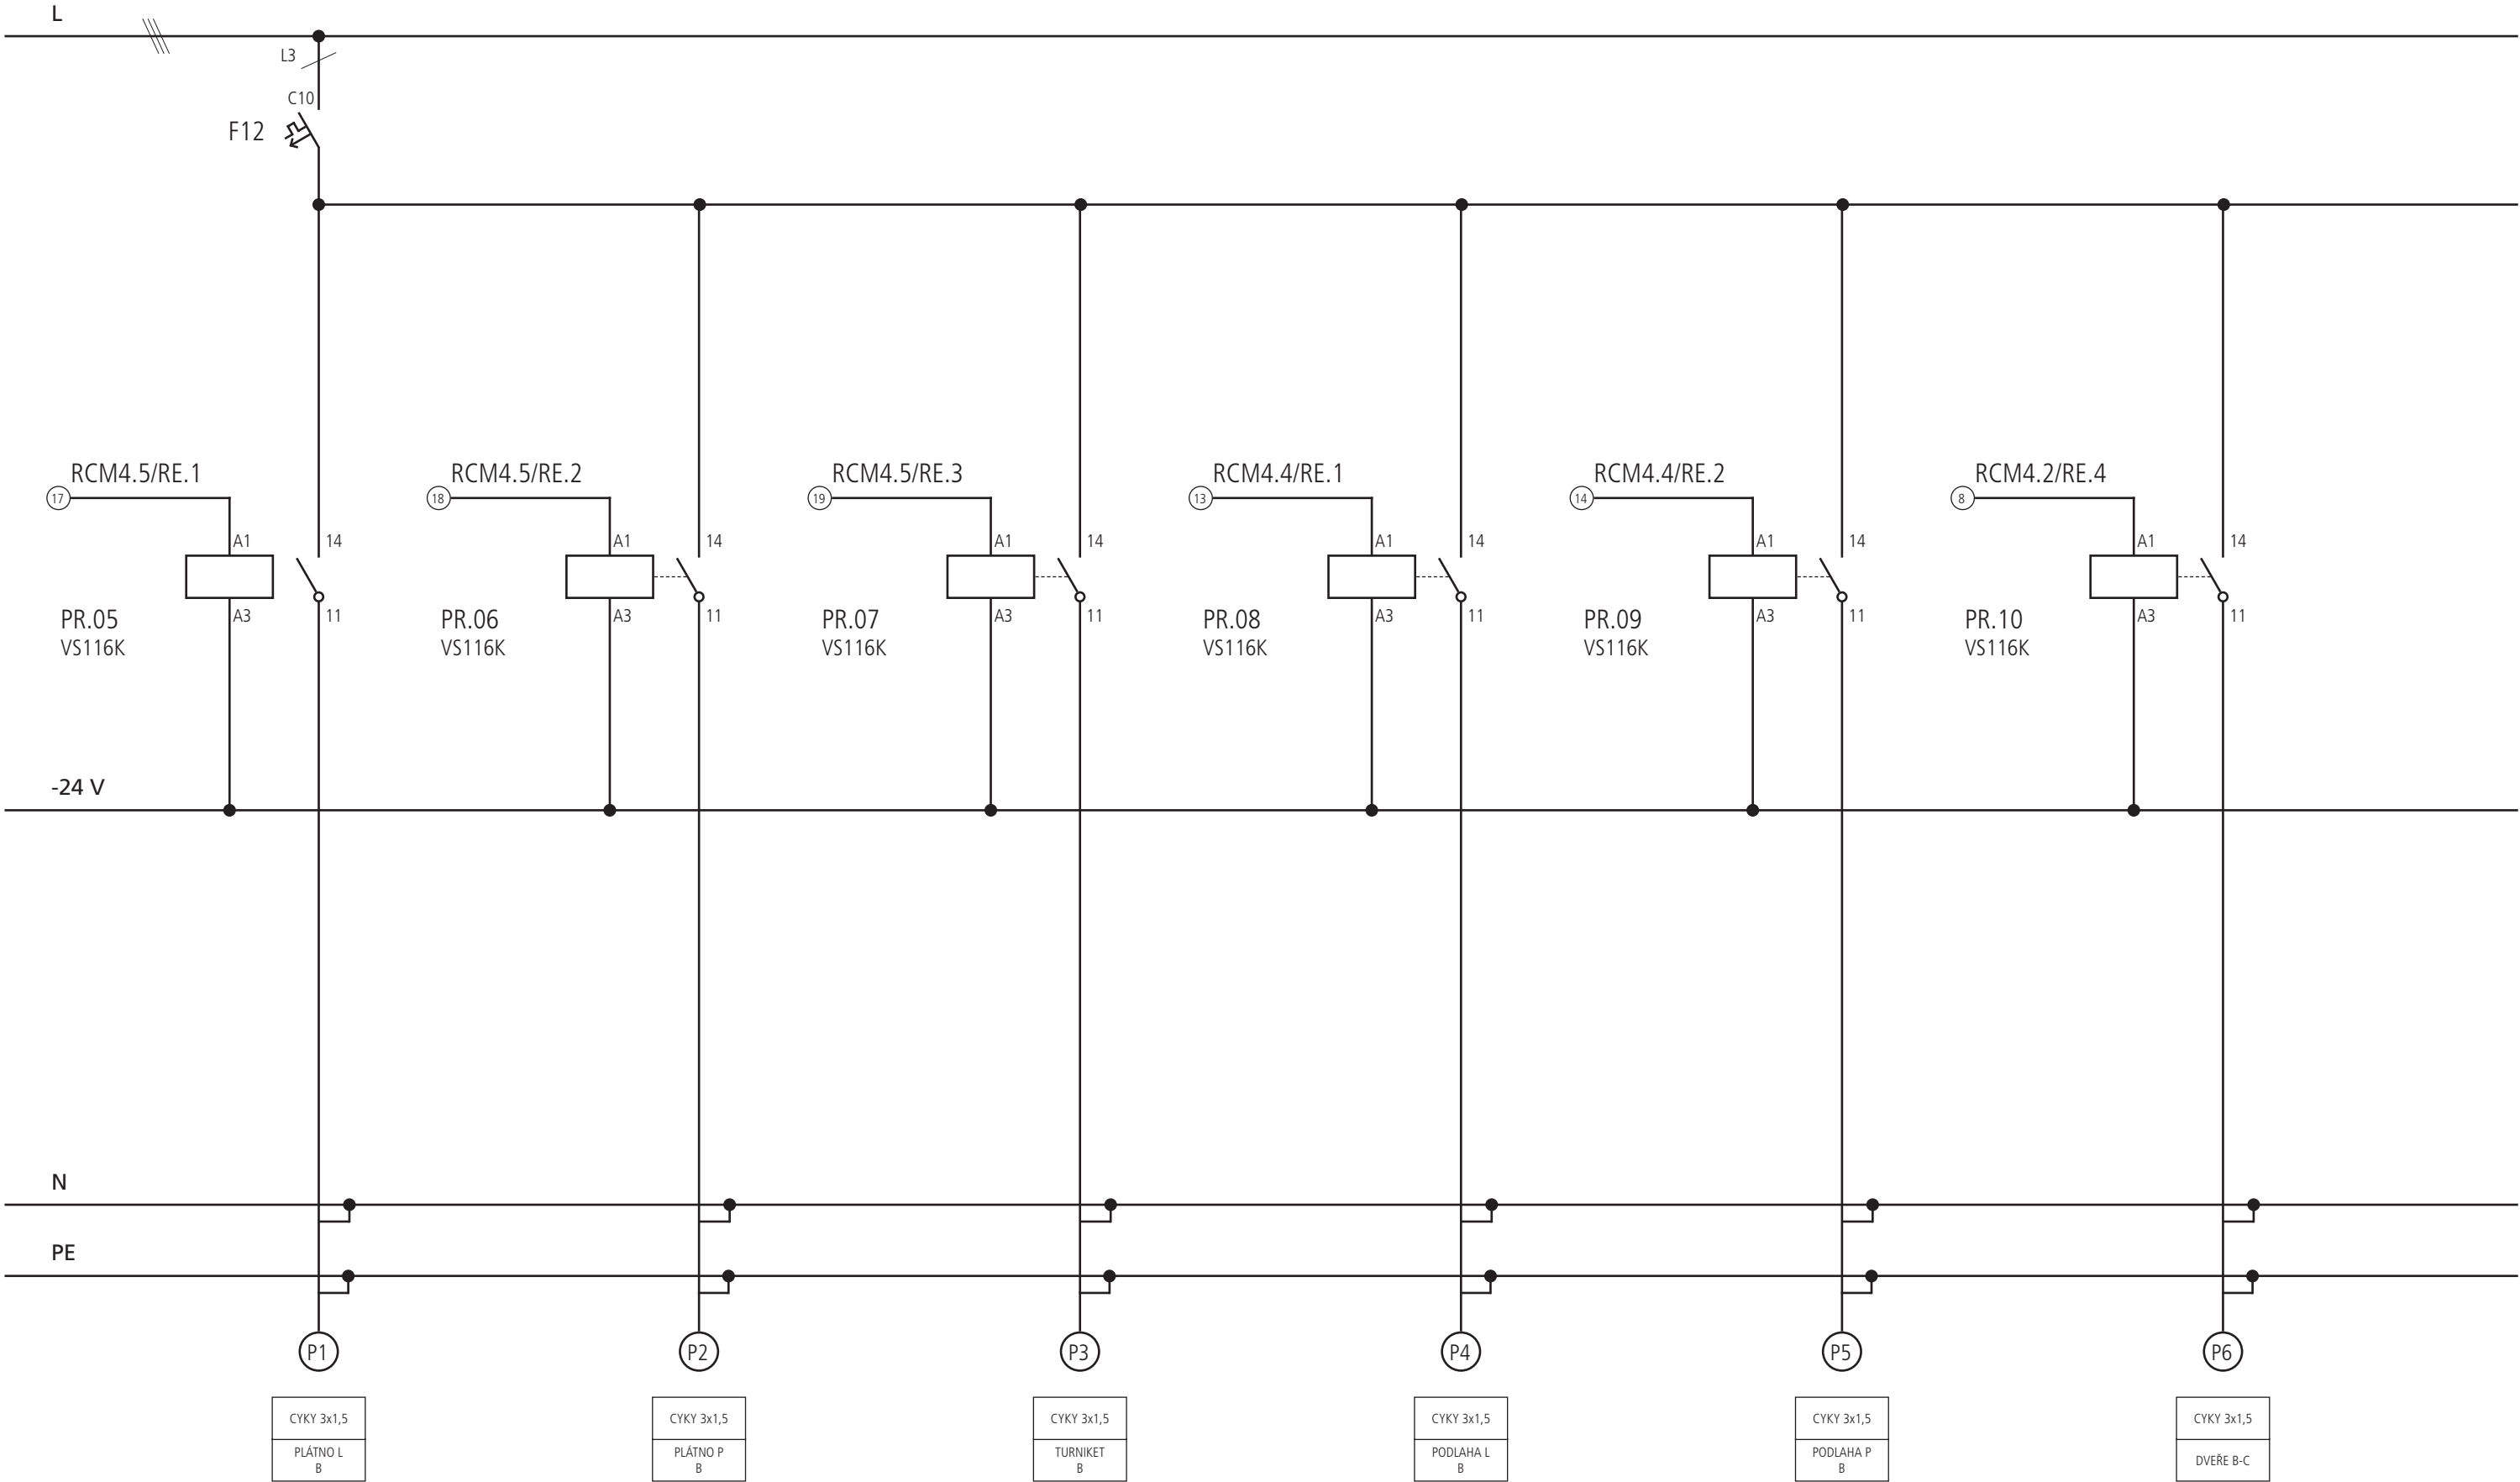 L
L3
C10
F12
RCM4.5/RE.1
RCM4.5/RE.2
RCM4.5/RE.3
RCM4.4/RE.1
RCM4.4/RE.2
RCM4.2/RE.4
17
18
19
13
14
8
A1 14
A1 14
A1 14
A1 14
A1 14
A1 14
A3 11
A3 11
A3 11
A3 11
A3 11
A3 11
PR.05
VS116K
PR.06
VS116K
PR.07
VS116K
PR.08
VS116K
PR.09
VS116K
PR.10
VS116K
-24 V
N
PE
P1
P2
P3
P4
P5
P6
CYKY 3x1,5
PLÁTNO L
B
CYKY 3x1,5
PLÁTNO P
B
CYKY 3x1,5
TURNIKET
B
CYKY 3x1,5
PODLAHA L
B
CYKY 3x1,5
PODLAHA P
B
CYKY 3x1,5
DVEŘE B-C